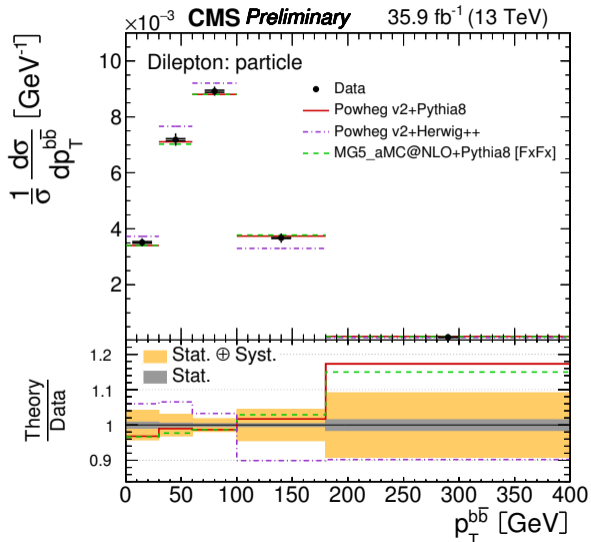 ×10⁻³ CMS Preliminary 35.9 fb⁻¹ (13 TeV)
Dilepton: particle
Data
Powheg v2+Pythia8
Powheg v2+Herwig++
MG5_aMC@NLO+Pythia8 [FxFx]
1/σ dσ/dp_T^{bb̄} [GeV⁻¹]
10
8
6
4
2
Stat. ⊕ Syst.
Stat.
Theory
Data
1.2
1.1
1
0.9
0 50 100 150 200 250 300 350 400
p_T^{bb̄} [GeV]